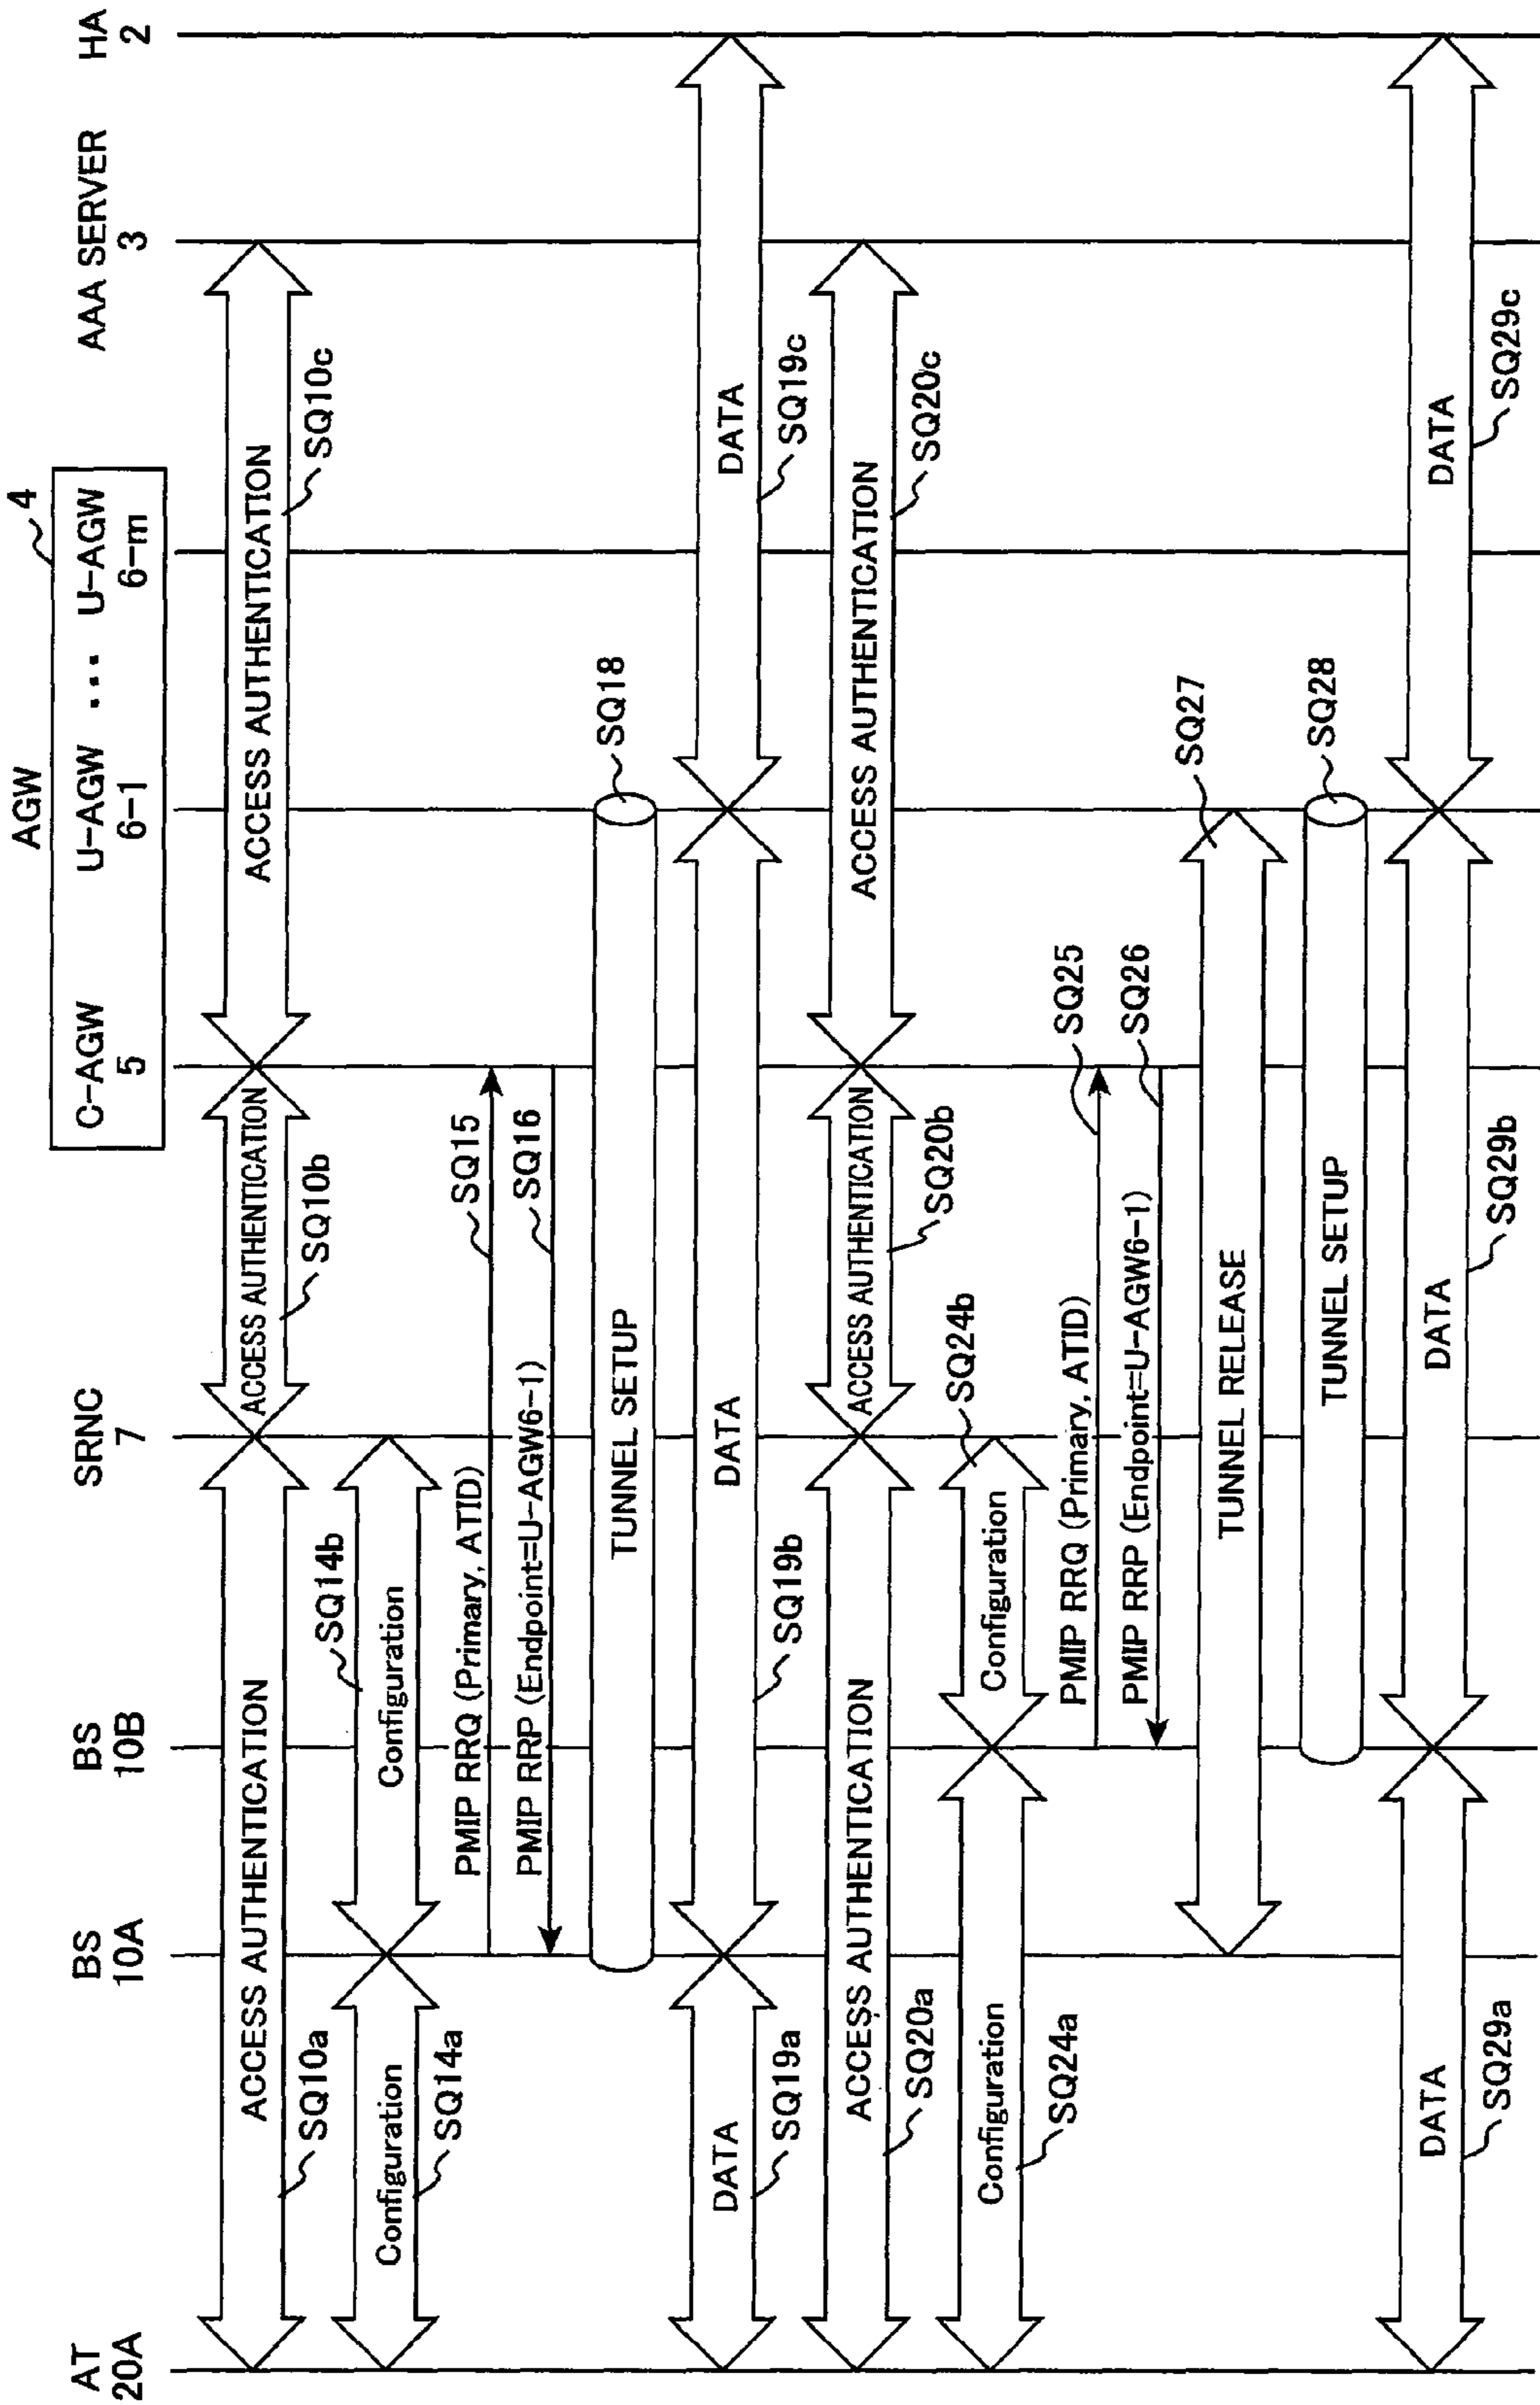 AT
20A
BS
10A
BS
10B
SRNC
7
AGW
4
C-AGW
5
U-AGW
6-1
...
U-AGW
6-m
AAA SERVER
3
HA
2
ACCESS AUTHENTICATION
SQ10a
ACCESS AUTHENTICATION
SQ10b
ACCESS AUTHENTICATION
SQ10c
Configuration
SQ14a
Configuration
SQ14b
PMIP RRQ (Primary, ATID)
SQ15
PMIP RRP (Endpoint=U-AGW6-1)
SQ16
TUNNEL SETUP
SQ18
DATA
SQ19a
DATA
SQ19b
DATA
SQ19c
ACCESS AUTHENTICATION
SQ20a
ACCESS AUTHENTICATION
SQ20b
ACCESS AUTHENTICATION
SQ20c
Configuration
SQ24a
Configuration
SQ24b
PMIP RRQ (Primary, ATID)
SQ25
PMIP RRP (Endpoint=U-AGW6-1)
SQ26
TUNNEL RELEASE
SQ27
TUNNEL SETUP
SQ28
DATA
SQ29a
DATA
SQ29b
DATA
SQ29c